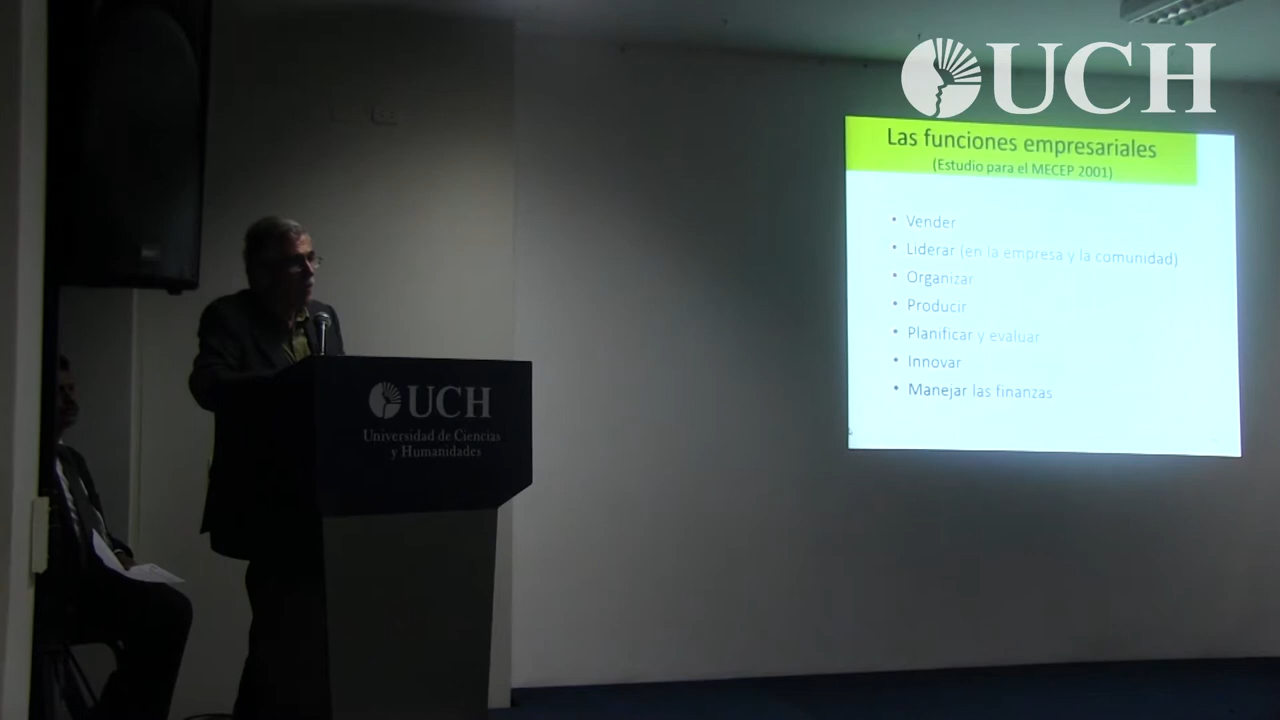 UCH
Las funciones empresariales
(Estudio para el MECEP 2001)
• Vender
• Liderar (en la empresa y la comunidad)
• Organizar
• Producir
• Planificar y evaluar
• Innovar
• Manejar las finanzas
UCH
Universidad de Ciencias
y Humanidades